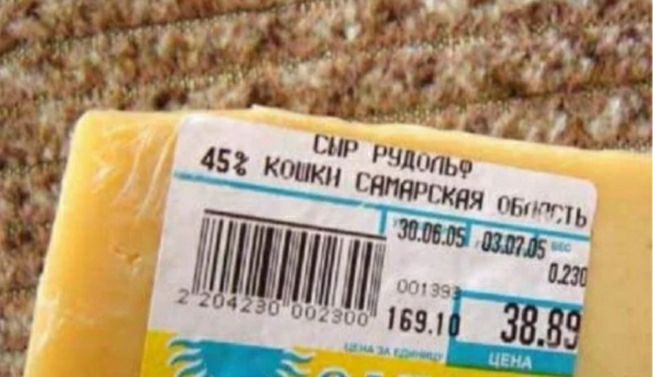 СЫР РУДОЛЬФ
45% КОШКИ САМАРСКАЯ ОБЛАСТЬ
30.06.05 03.07.05 ВЕС
0.230
001393
2 204230 002300 169.10 38.89
ЦЕНА ЗА ЕДИНИЦУ ЦЕНА